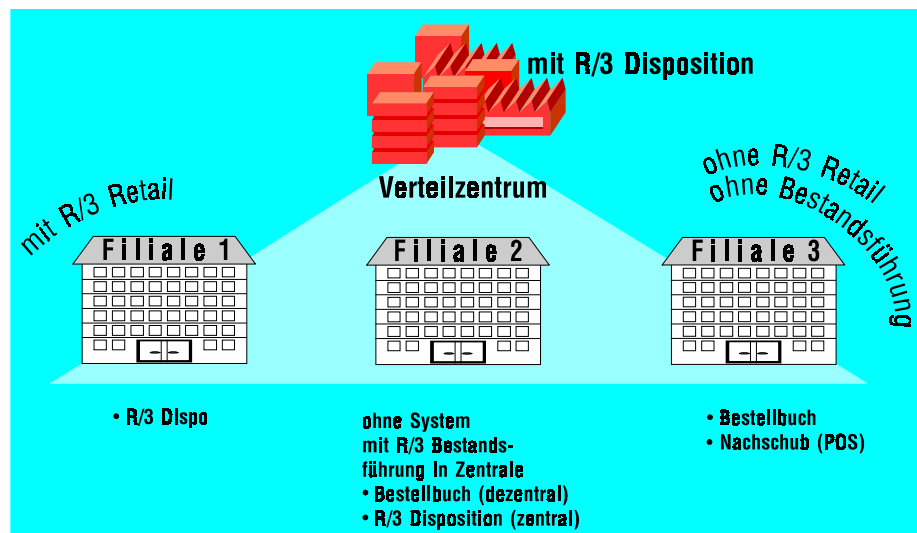 mit R/3 Disposition
Verteilzentrum
mit R/3 Retail
ohne R/3 Retail
ohne Bestandsführung
Filiale 1
Filiale 2
Filiale 3
• R/3 Dispo
ohne System
mit R/3 Bestands-
führung In Zentrale
• Bestellbuch (dezentral)
• R/3 Disposition (zentral)
• Bestellbuch
• Nachschub (POS)